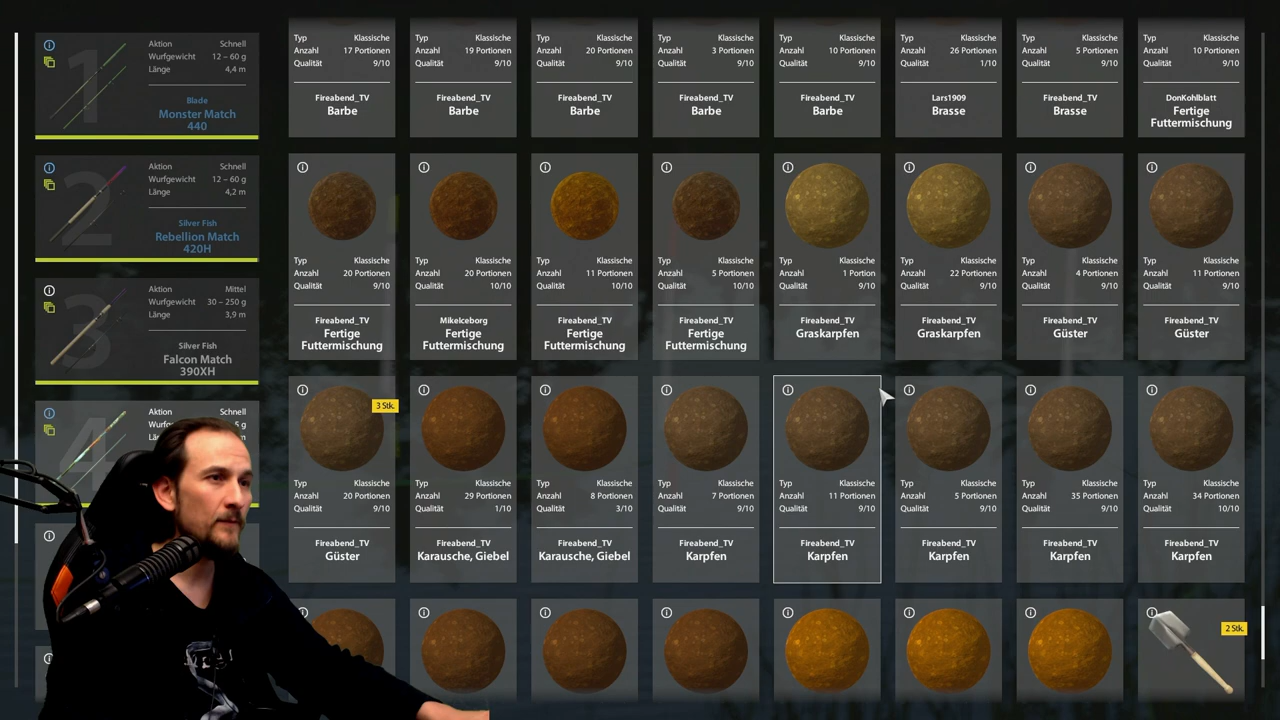 1
Aktion Schnell
Wurfgewicht 12 – 60 g
Länge 4,4 m
Blade
Monster Match
440
2
Aktion Schnell
Wurfgewicht 12 – 60 g
Länge 4,2 m
Silver Fish
Rebellion Match
420H
3
Aktion Mittel
Wurfgewicht 30 – 250 g
Länge 3,9 m
Silver Fish
Falcon Match
390XH
4
Aktion Schnell
Typ Klassische
Anzahl 17 Portionen
Qualität 9/10
Fireabend_TV
Barbe
Typ Klassische
Anzahl 19 Portionen
Qualität 9/10
Fireabend_TV
Barbe
Typ Klassische
Anzahl 20 Portionen
Qualität 9/10
Fireabend_TV
Barbe
Typ Klassische
Anzahl 3 Portionen
Qualität 9/10
Fireabend_TV
Barbe
Typ Klassische
Anzahl 10 Portionen
Qualität 9/10
Fireabend_TV
Barbe
Typ Klassische
Anzahl 26 Portionen
Qualität 1/10
Lars1909
Brasse
Typ Klassische
Anzahl 5 Portionen
Qualität 9/10
Fireabend_TV
Brasse
Typ Klassische
Anzahl 10 Portionen
Qualität 9/10
DonKohlblatt
Fertige
Futtermischung
Typ Klassische
Anzahl 20 Portionen
Qualität 9/10
Fireabend_TV
Fertige
Futtermischung
Typ Klassische
Anzahl 20 Portionen
Qualität 10/10
MikeIceborg
Fertige
Futtermischung
Typ Klassische
Anzahl 11 Portionen
Qualität 10/10
Fireabend_TV
Fertige
Futtermischung
Typ Klassische
Anzahl 5 Portionen
Qualität 10/10
Fireabend_TV
Fertige
Futtermischung
Typ Klassische
Anzahl 1 Portion
Qualität 9/10
Fireabend_TV
Graskarpfen
Typ Klassische
Anzahl 22 Portionen
Qualität 9/10
Fireabend_TV
Graskarpfen
Typ Klassische
Anzahl 4 Portionen
Qualität 9/10
Fireabend_TV
Güster
Typ Klassische
Anzahl 11 Portionen
Qualität 9/10
Fireabend_TV
Güster
3 Stk.
Typ Klassische
Anzahl 20 Portionen
Qualität 9/10
Fireabend_TV
Güster
Typ Klassische
Anzahl 29 Portionen
Qualität 1/10
Fireabend_TV
Karausche, Giebel
Typ Klassische
Anzahl 8 Portionen
Qualität 3/10
Fireabend_TV
Karausche, Giebel
Typ Klassische
Anzahl 7 Portionen
Qualität 9/10
Fireabend_TV
Karpfen
Typ Klassische
Anzahl 11 Portionen
Qualität 9/10
Fireabend_TV
Karpfen
Typ Klassische
Anzahl 5 Portionen
Qualität 9/10
Fireabend_TV
Karpfen
Typ Klassische
Anzahl 35 Portionen
Qualität 9/10
Fireabend_TV
Karpfen
Typ Klassische
Anzahl 34 Portionen
Qualität 10/10
Fireabend_TV
Karpfen
2 Stk.